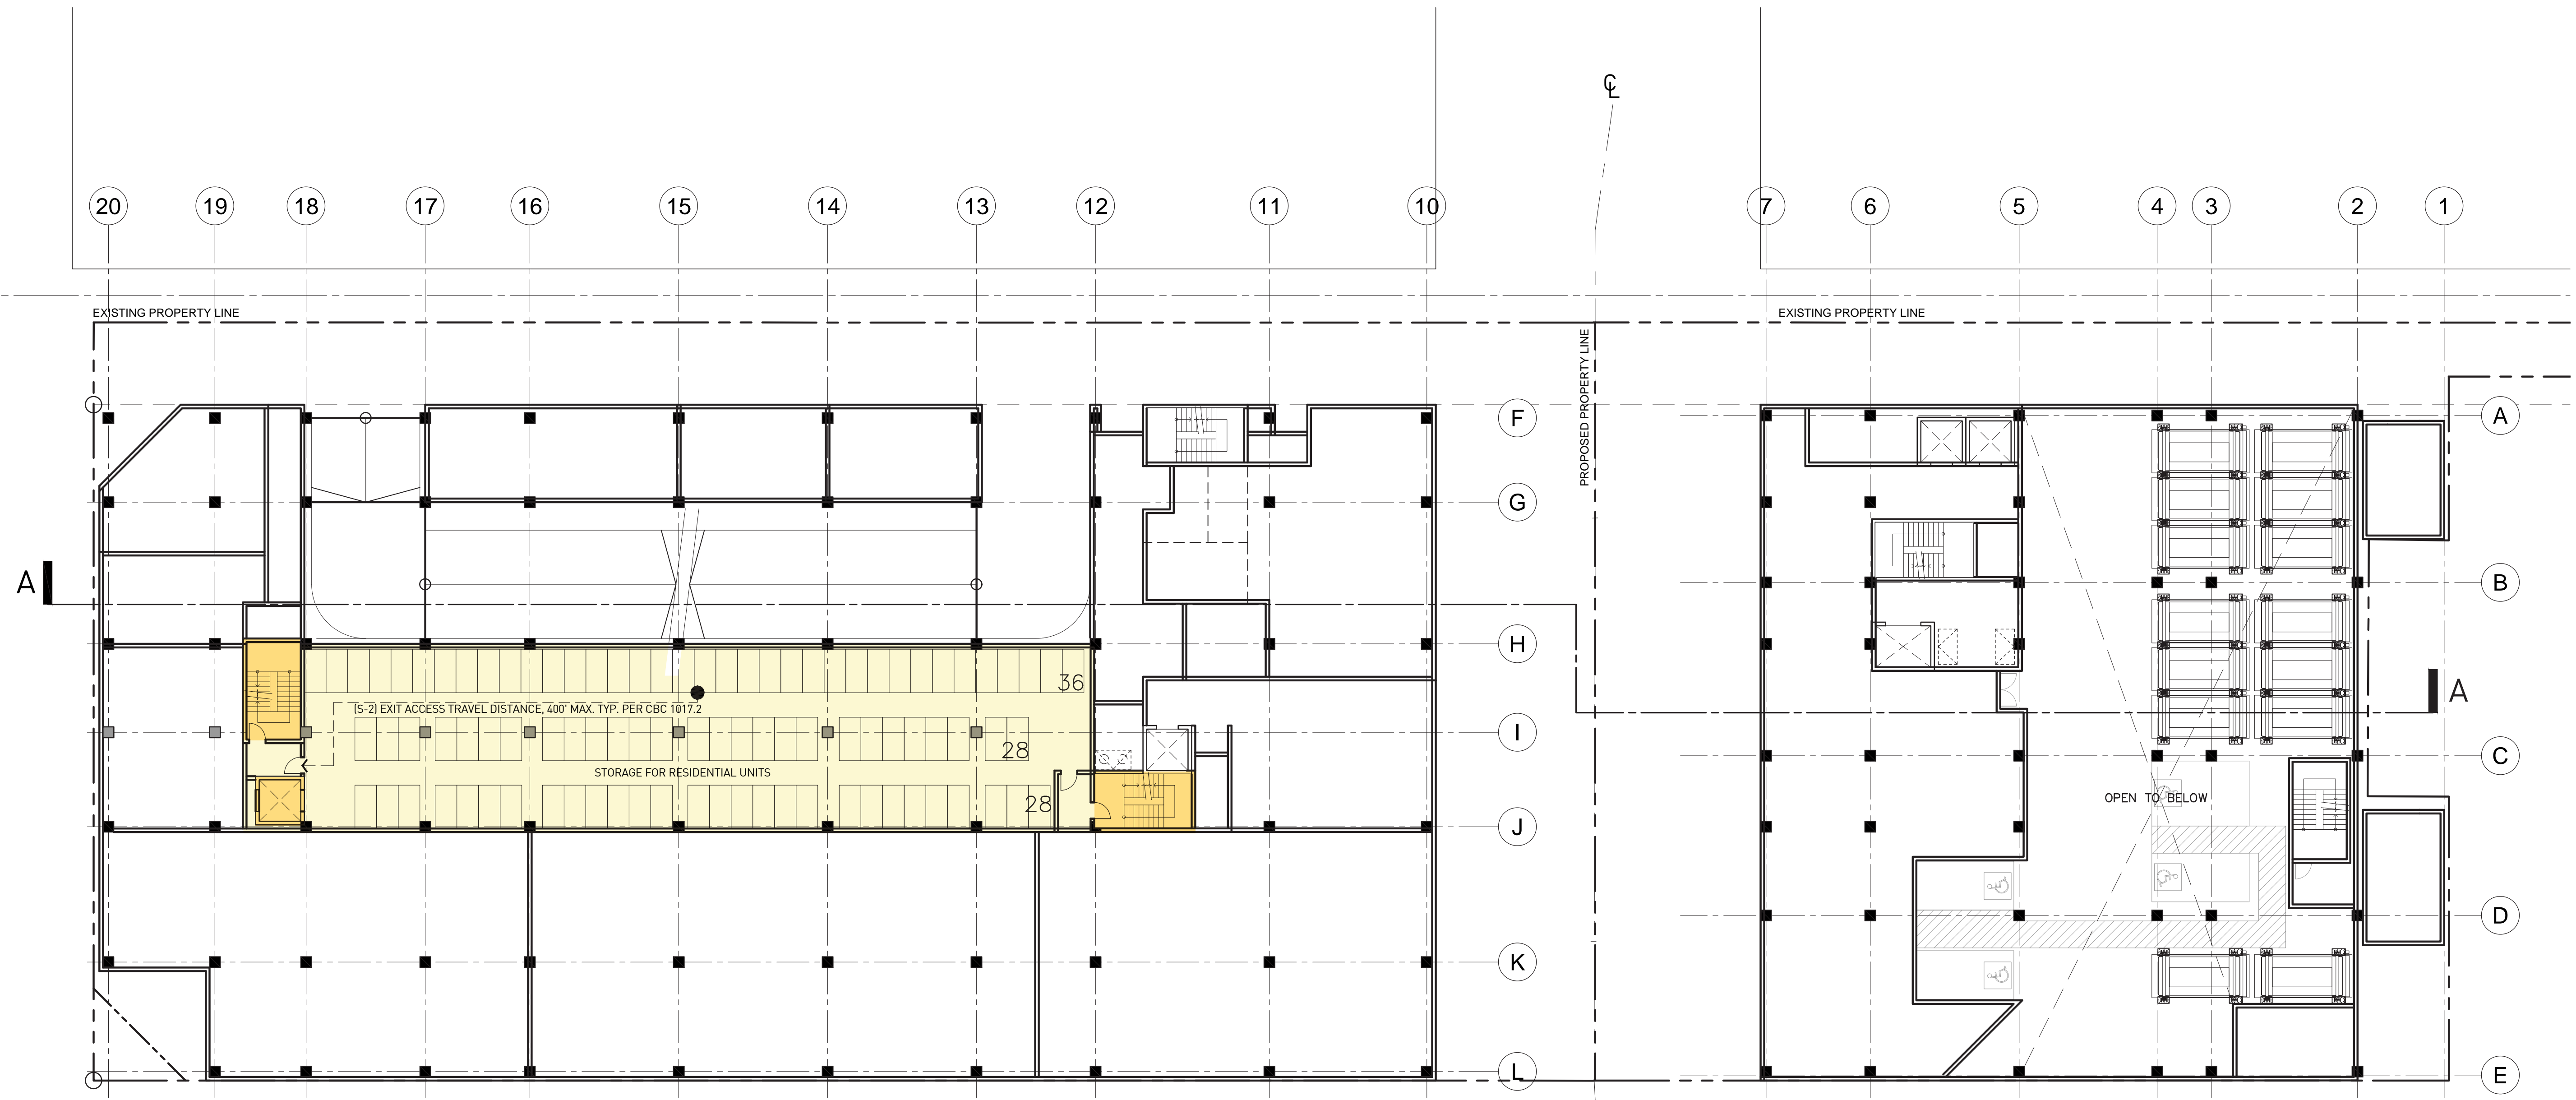 ℄
20 19 18 17 16 15 14 13 12 11 10 7 6 5 4 3 2 1
EXISTING PROPERTY LINE
EXISTING PROPERTY LINE
PROPOSED PROPERTY LINE
F
A
G
A
B
H
36
A
(S-2) EXIT ACCESS TRAVEL DISTANCE, 400' MAX. TYP. PER CBC 1017.2
I
28
C
STORAGE FOR RESIDENTIAL UNITS
28
OPEN TO BELOW
J
D
K
L
E